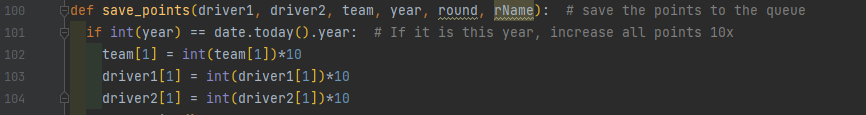 100 def save_points(driver1, driver2, team, year, round, rName):  # save the points to the queue
101     if int(year) == date.today().year:  # If it is this year, increase all points 10x
102         team[1] = int(team[1])*10
103         driver1[1] = int(driver1[1])*10
104         driver2[1] = int(driver2[1])*10